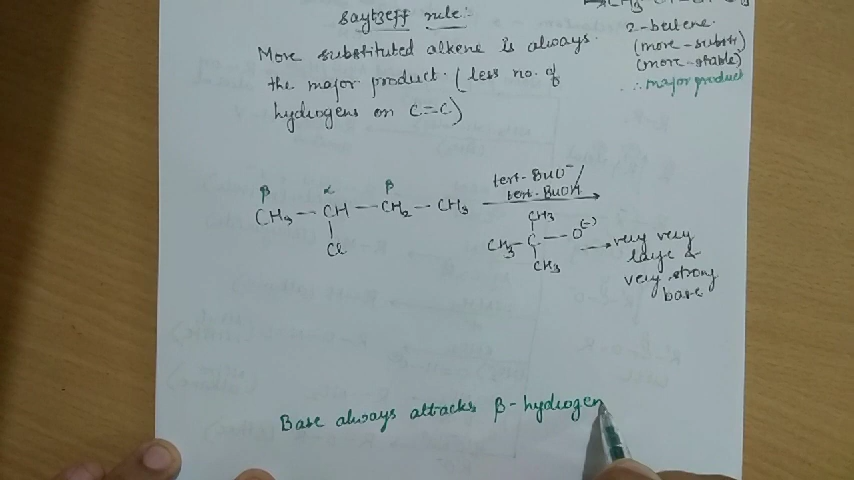 Saytzeff rule:-
2-butene.
(more-substi)
(more-stable)
∴ major product
More substituted alkene is always
the major product. (less no. of
hydrogens on C=C)
β α β
CH3 — CH — CH2 — CH3
Cl
tert-BuO⁻/
tert-BuOH
CH3
CH3 — C — O(−) → very very
CH3
large &
very strong
base
Base always attacks β-hydrogen